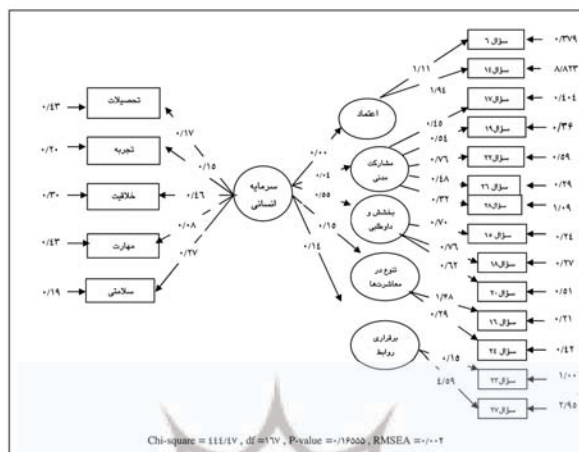 سؤال ۶
۰/۳۷۹
سؤال ۱۴
۸/۸۲۳
سؤال ۱۷
۰/۴۰۴
سؤال ۱۹
۰/۳۶
سؤال ۲۲
۰/۵۹
سؤال ۲۶
۰/۲۹
سؤال ۲۸
۱/۰۹
سؤال ۱۵
۰/۲۴
سؤال ۱۸
۰/۲۷
سؤال ۲۰
۰/۵۱
سؤال ۱۶
۰/۲۱
سؤال ۲۴
۰/۴۲
سؤال ۲۳
۱/۰۰
سؤال ۲۷
۲/۹۵
۱/۱۱
۱/۹۴
۰/۴۵
۰/۵۴
۰/۷۶
۰/۴۸
۰/۳۲
۰/۷۰
۰/۷۶
۰/۶۲
۱/۴۸
۰/۲۹
۰/۱۵
۴/۵۹
اعتماد
مشارکت
مدنی
بخشش و
داوطلبی
تنوع در
معاشرت‌ها
برقراری
روابط
۰/۰۰
۰/۰۴
۰/۵۵
۰/۱۵
۰/۱۴
سرمایه
انسانی
۰/۱۷
۰/۱۵
۰/۴۶
۰/۰۸
۰/۲۷
تحصیلات
۰/۴۳
تجربه
۰/۲۰
خلاقیت
۰/۳۰
مهارت
۰/۴۳
سلامتی
۰/۱۹
Chi-square = ۴۴۴/۴۷ , df =۱۶۷ , P-value =۰/۱۶۵۵۵ , RMSEA =۰/۰۰۲